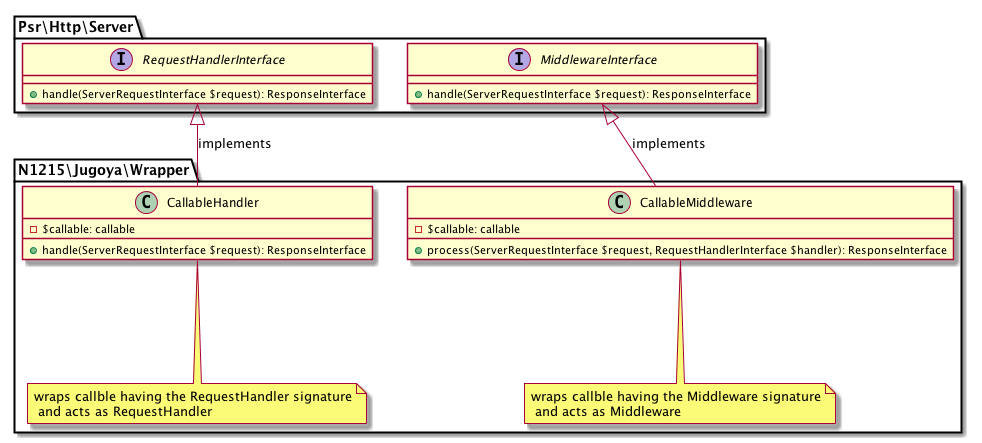 Psr\Http\Server
I RequestHandlerInterface
handle(ServerRequestInterface $request): ResponseInterface
I MiddlewareInterface
handle(ServerRequestInterface $request): ResponseInterface
implements
implements
N1215\Jugoya\Wrapper
C CallableHandler
$callable: callable
handle(ServerRequestInterface $request): ResponseInterface
C CallableMiddleware
$callable: callable
process(ServerRequestInterface $request, RequestHandlerInterface $handler): ResponseInterface
wraps callble having the RequestHandler signature
and acts as RequestHandler
wraps callble having the Middleware signature
and acts as Middleware